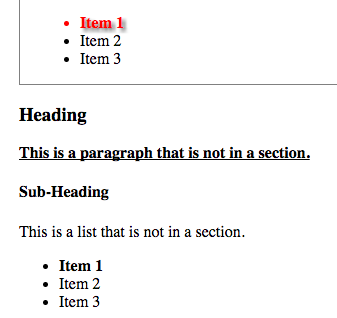 Item 1
Item 2
Item 3
Heading
This is a paragraph that is not in a section.
Sub-Heading
This is a list that is not in a section.
Item 1
Item 2
Item 3